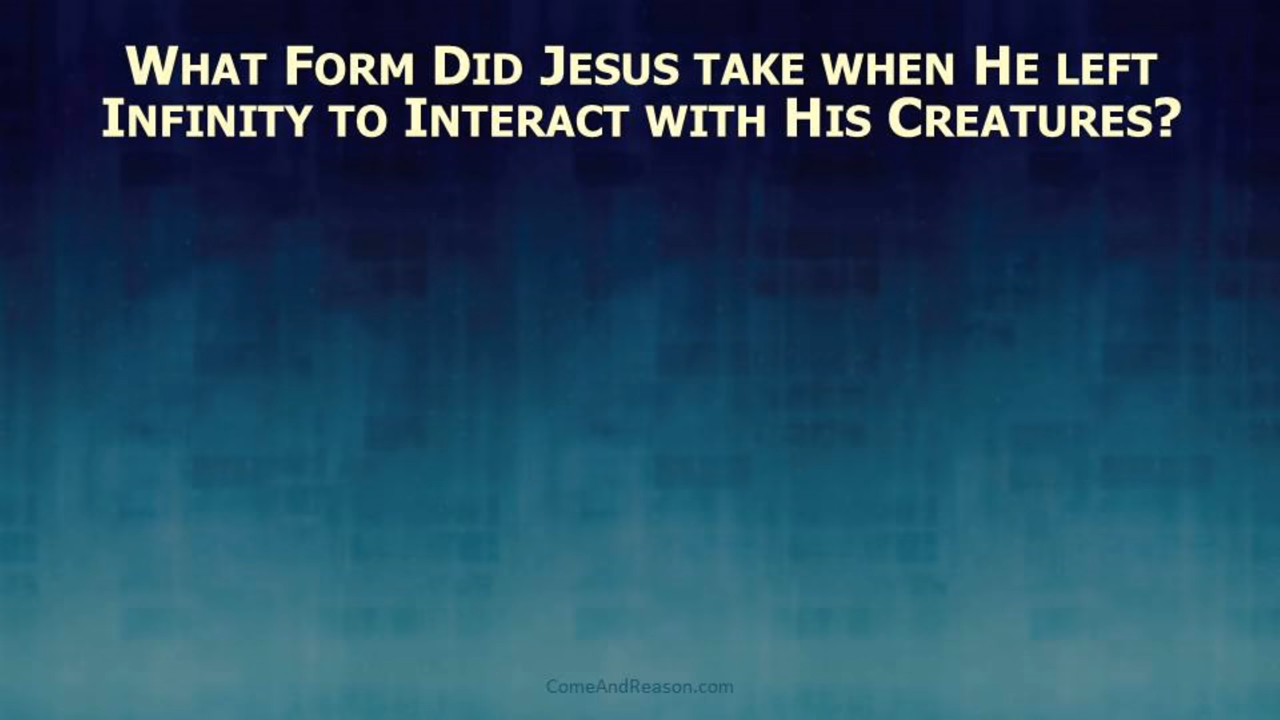 What Form Did Jesus take when He left
Infinity to Interact with His Creatures?
ComeAndReason.com